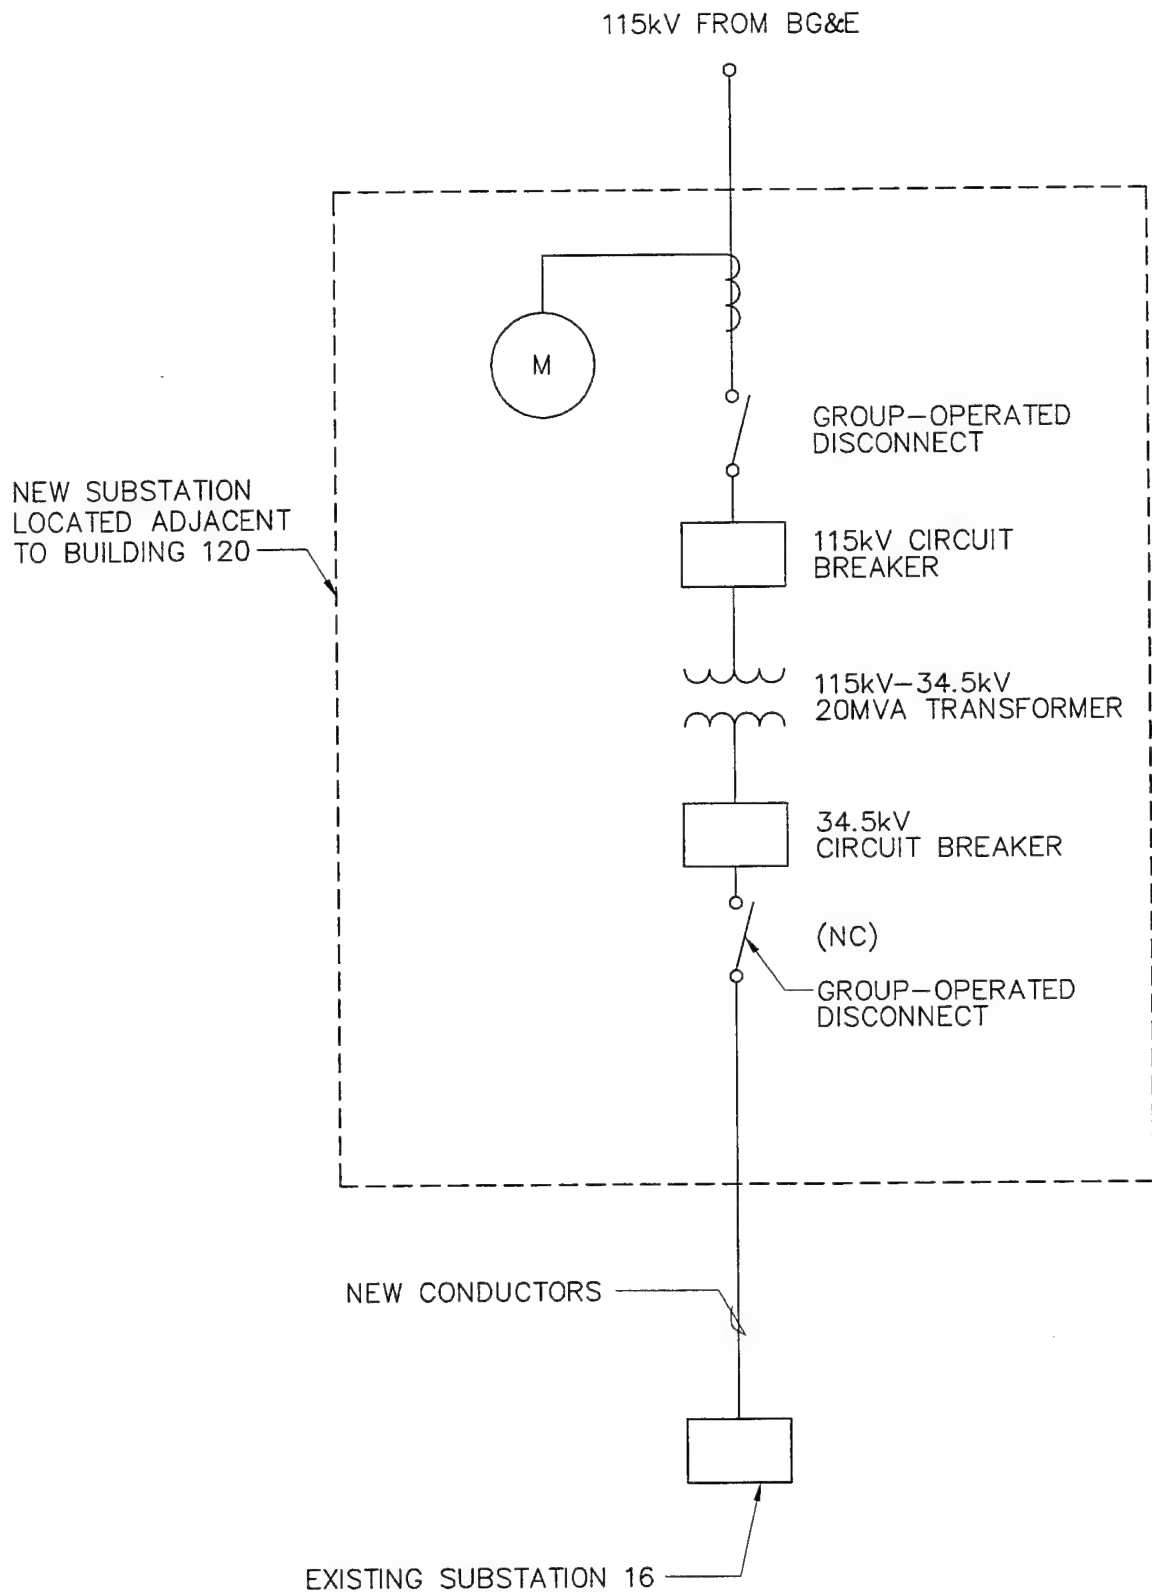 115kV FROM BG&E
M
GROUP-OPERATED
DISCONNECT
NEW SUBSTATION
LOCATED ADJACENT
TO BUILDING 120
115kV CIRCUIT
BREAKER
115kV-34.5kV
20MVA TRANSFORMER
34.5kV
CIRCUIT BREAKER
(NC)
GROUP-OPERATED
DISCONNECT
NEW CONDUCTORS
EXISTING SUBSTATION 16